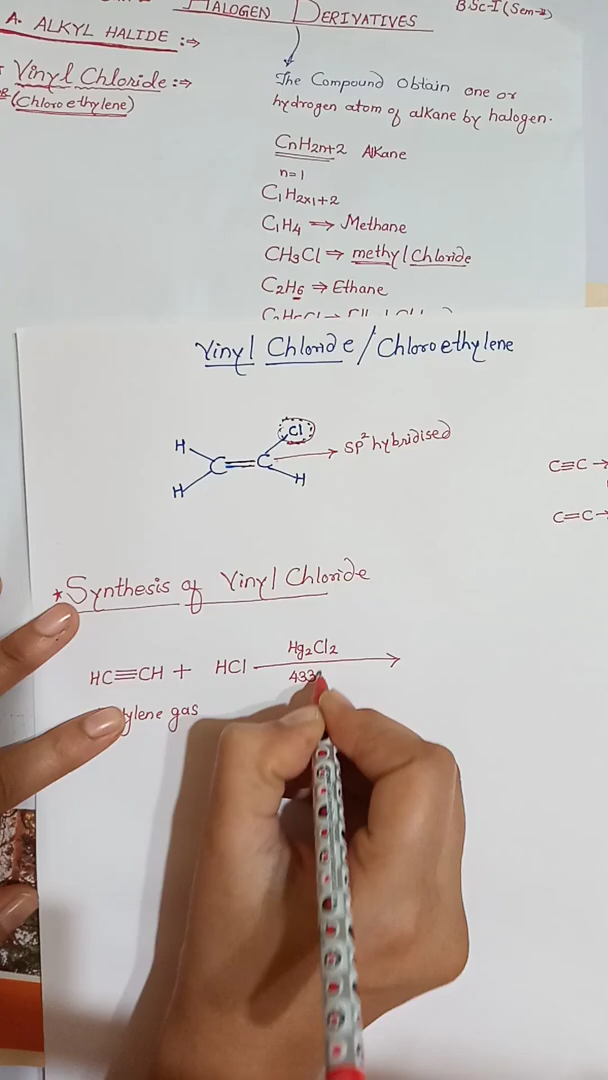 HALOGEN DERIVATIVES
BSc-I (Sem-II)
A. ALKYL HALIDE :⇒
Vinyl Chloride :⇒
OR (Chloroethylene)
The Compound Obtain one or
hydrogen atom of alkane by halogen.
CnH2n+2 Alkane
n=1
C1H2x1+2
C1H4 ⇒ Methane
CH3Cl ⇒ methyl Chloride
C2H6 ⇒ Ethane
Vinyl Chloride / Chloroethylene
H Cl
C=C → SP² hybridised
H H
C≡C →
C=C →
* Synthesis of Vinyl Chloride
HC≡CH + HCl Hg2Cl2 →
433
tylene gas